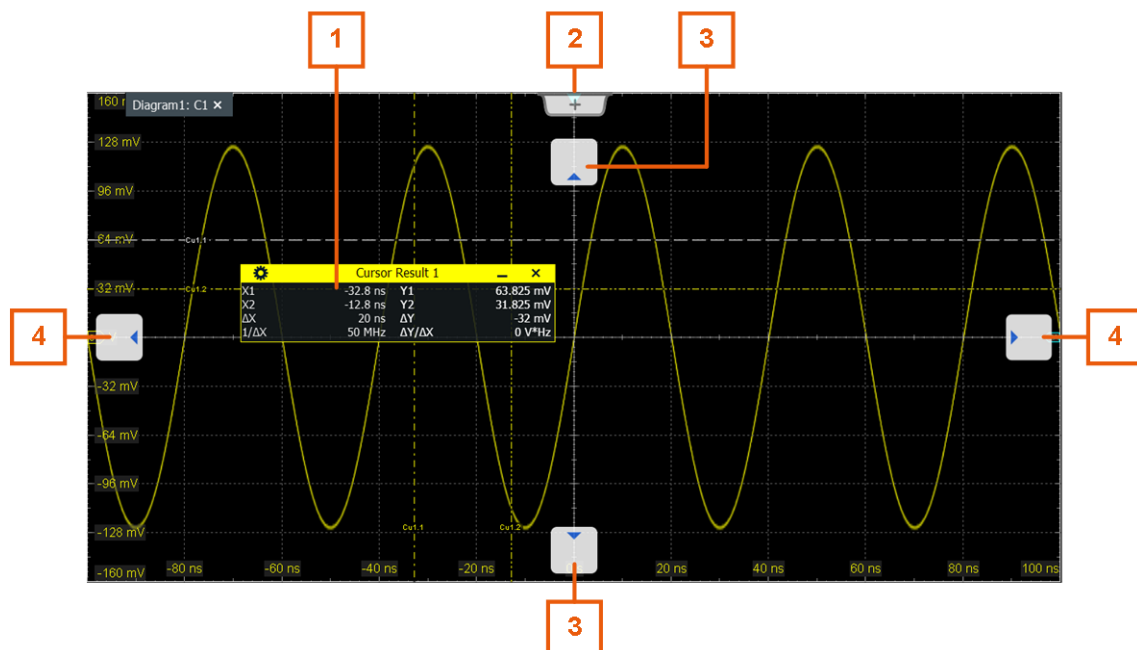 1
2
3
160 m
Diagram1: C1 ×
+
128 mV
96 mV
64 mV
Cu1.1
32 mV
Cu1.2
Cursor Result 1
X1 -32.8 ns Y1 63.825 mV
X2 -12.8 ns Y2 31.825 mV
ΔX 20 ns ΔY -32 mV
1/ΔX 50 MHz ΔY/ΔX 0 V*Hz
4
4
-32 mV
-64 mV
-96 mV
-128 mV
Cu1.1
Cu1.2
-160 mV
-80 ns
-60 ns
-40 ns
-20 ns
20 ns
40 ns
60 ns
80 ns
100 ns
3